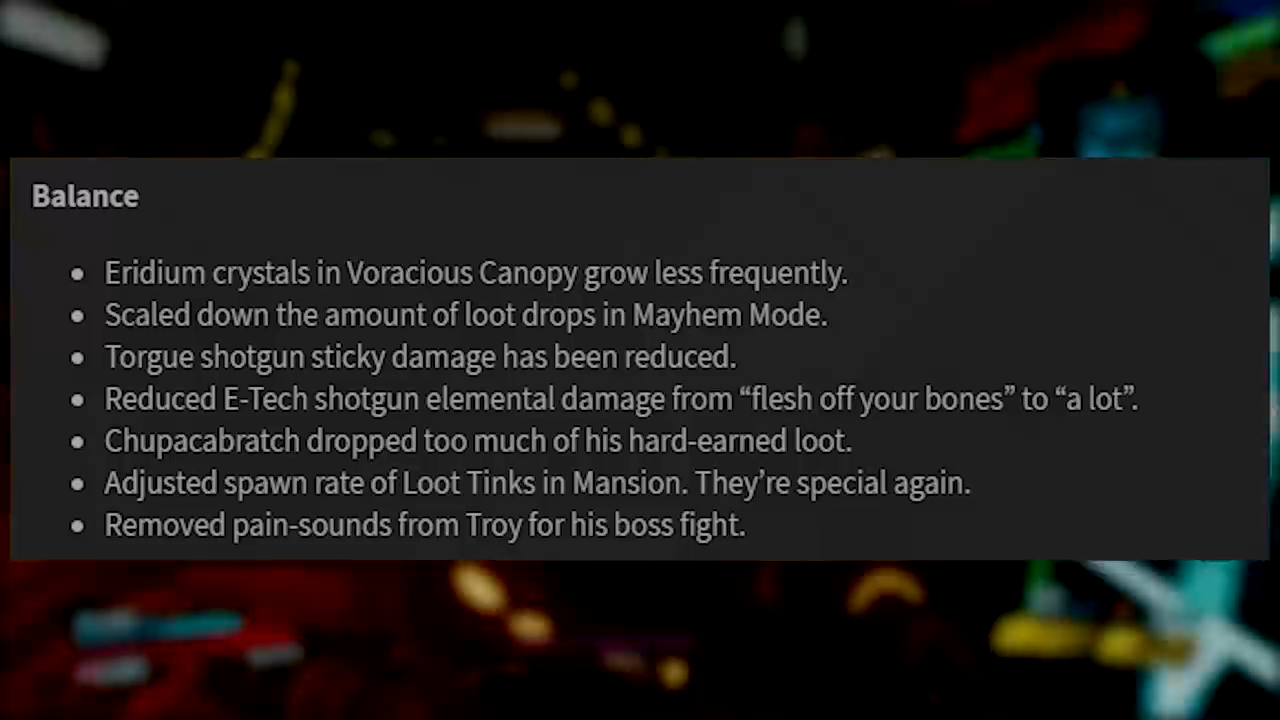 Balance
Eridium crystals in Voracious Canopy grow less frequently.
Scaled down the amount of loot drops in Mayhem Mode.
Torgue shotgun sticky damage has been reduced.
Reduced E-Tech shotgun elemental damage from “flesh off your bones” to “a lot”.
Chupacabratch dropped too much of his hard-earned loot.
Adjusted spawn rate of Loot Tinks in Mansion. They’re special again.
Removed pain-sounds from Troy for his boss fight.